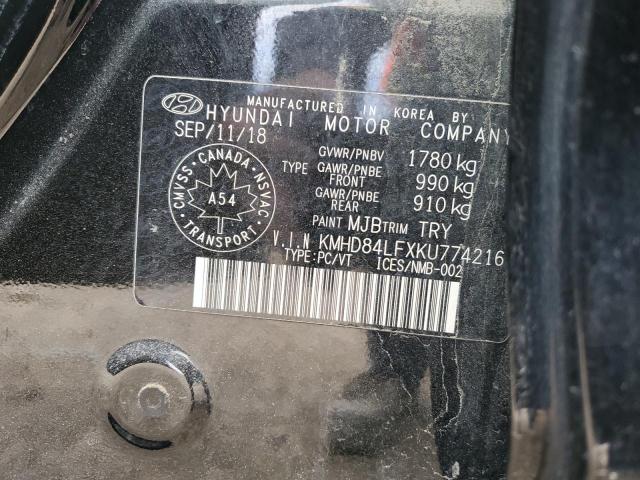 MANUFACTURED IN KOREA BY
HYUNDAI MOTOR COMPANY
SEP/11/18
GVWR/PNBV 1780 kg
TYPE GAWR/PNBE FRONT 990 kg
GAWR/PNBE REAR 910 kg
PAINT MJB TRIM TRY
V.I.N KMHD84LFXKU774216
TYPE:PC/VT ICES/NMB-002
CMVSS · CANADA · NSVAC
A54
· TRANSPORT ·